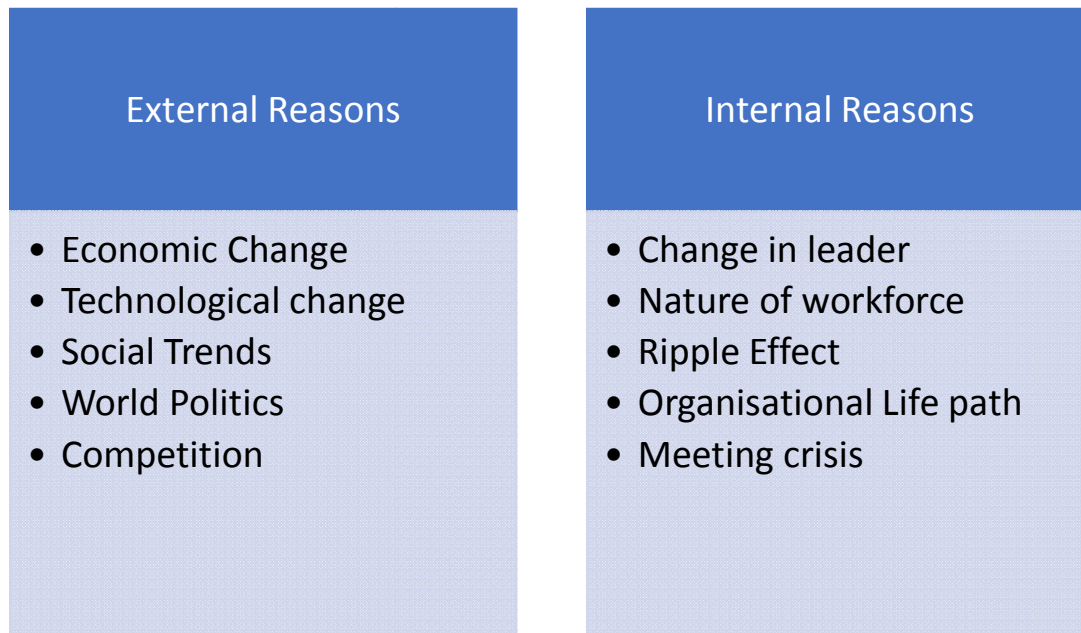 External Reasons
• Economic Change
• Technological change
• Social Trends
• World Politics
• Competition
Internal Reasons
• Change in leader
• Nature of workforce
• Ripple Effect
• Organisational Life path
• Meeting crisis